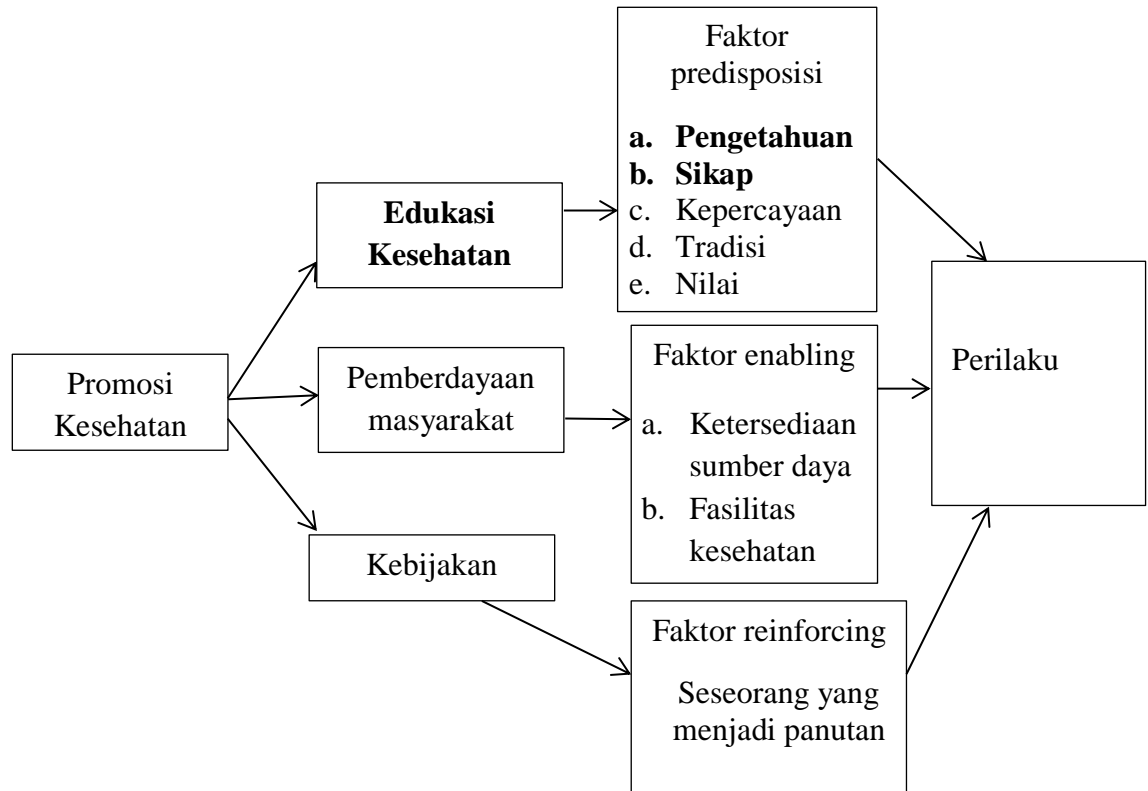 Faktor
predisposisi
a. Pengetahuan
b. Sikap
c. Kepercayaan
d. Tradisi
e. Nilai
Edukasi
Kesehatan
Promosi
Kesehatan
Pemberdayaan
masyarakat
Faktor enabling
a. Ketersediaan
sumber daya
b. Fasilitas
kesehatan
Perilaku
Kebijakan
Faktor reinforcing
Seseorang yang
menjadi panutan